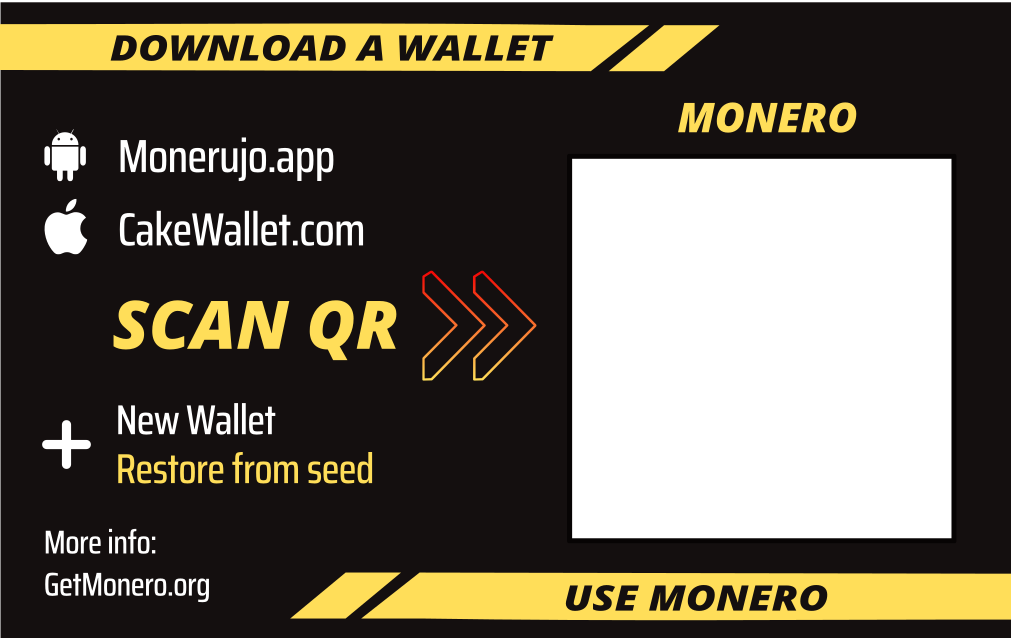 DOWNLOAD A WALLET
MONERO
Monerujo.app
CakeWallet.com
SCAN QR
New Wallet
Restore from seed
More info:
GetMonero.org
USE MONERO